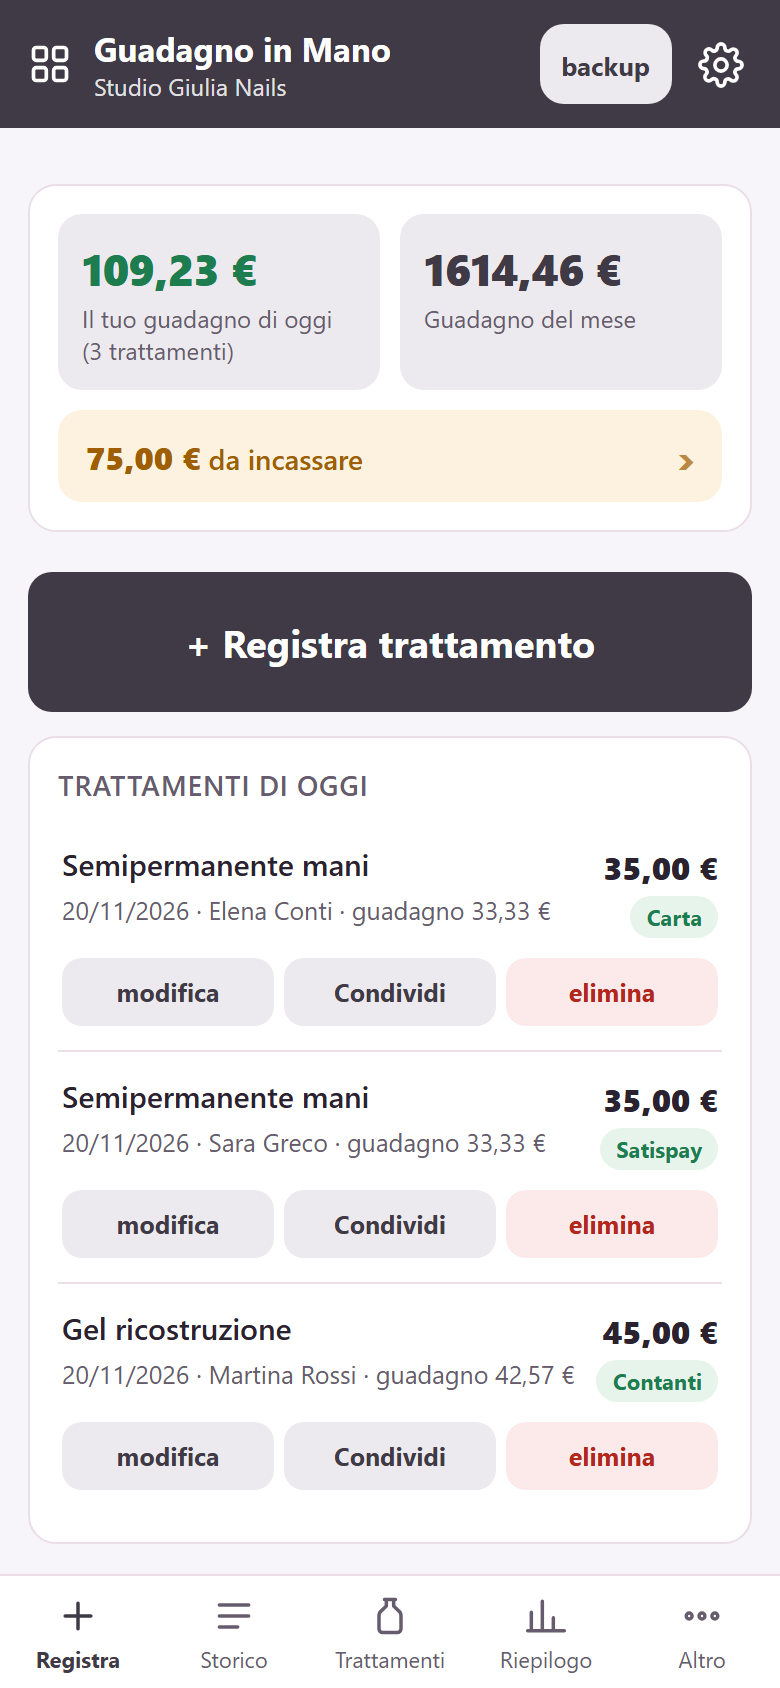 Guadagno in Mano
Studio Giulia Nails
backup
109,23 €
Il tuo guadagno di oggi
(3 trattamenti)
1614,46 €
Guadagno del mese
75,00 € da incassare
+ Registra trattamento
TRATTAMENTI DI OGGI
Semipermanente mani
35,00 €
20/11/2026 · Elena Conti · guadagno 33,33 €
Carta
modifica
Condividi
elimina
Semipermanente mani
35,00 €
20/11/2026 · Sara Greco · guadagno 33,33 €
Satispay
modifica
Condividi
elimina
Gel ricostruzione
45,00 €
20/11/2026 · Martina Rossi · guadagno 42,57 €
Contanti
modifica
Condividi
elimina
Registra
Storico
Trattamenti
Riepilogo
Altro